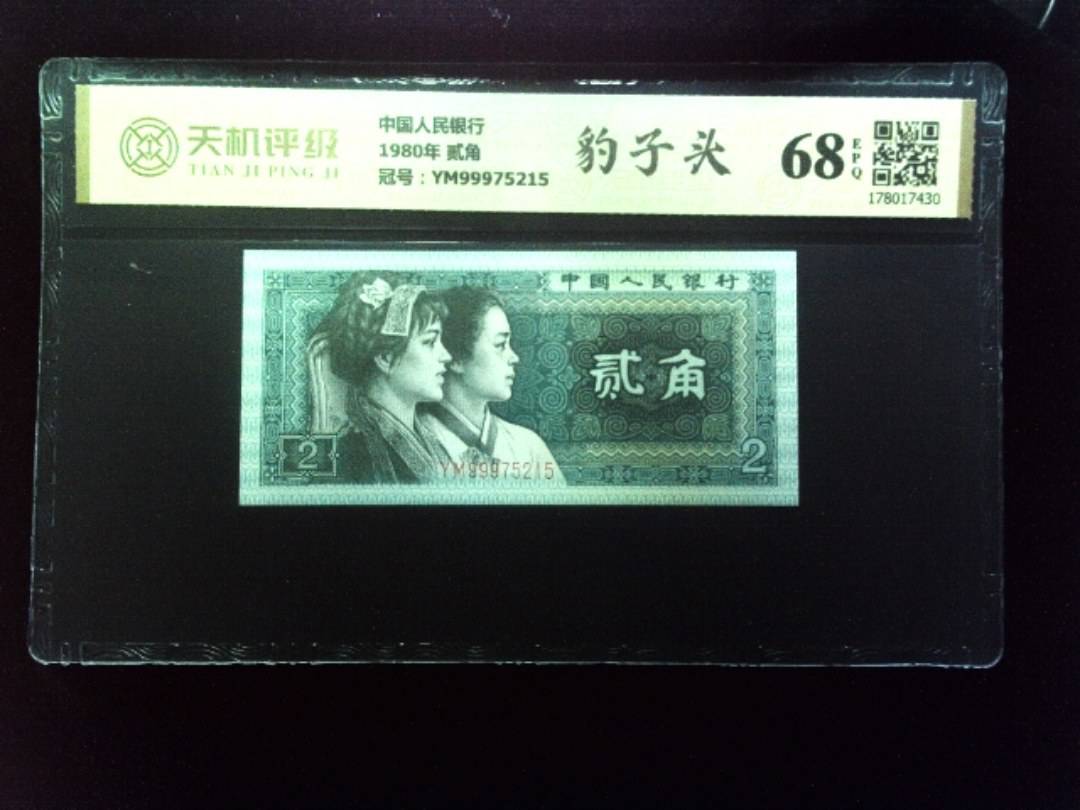 天机评级
TIAN JI PING JI
中国人民银行
1980年 贰角
冠号：YM99975215
豹子头
68
EPQ
178017430
中國人民银行
贰角
2
YM99975215
2